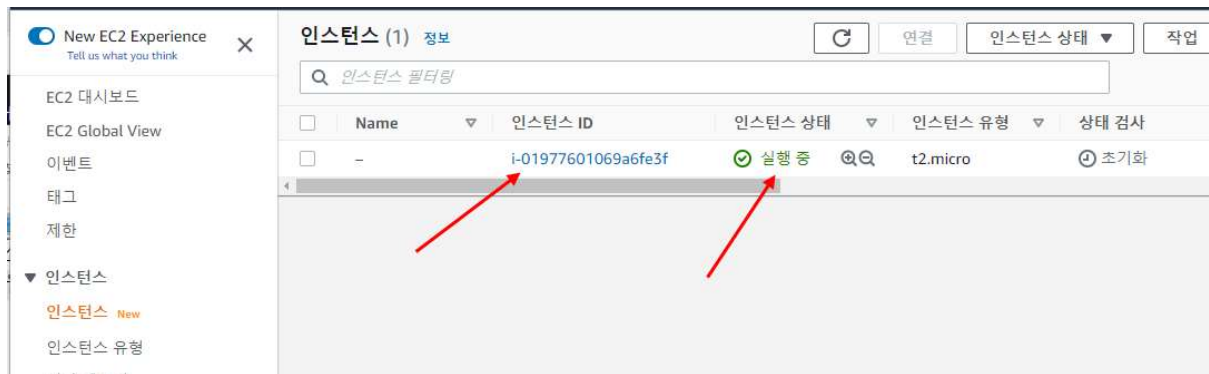 New EC2 Experience
Tell us what you think
EC2 대시보드
EC2 Global View
이벤트
태그
제한
인스턴스
인스턴스 New
인스턴스 유형
인스턴스 (1) 정보
연결 인스턴스 상태 작업
인스턴스 필터링
Name 인스턴스 ID 인스턴스 상태 인스턴스 유형 상태 검사
– i-01977601069a6fe3f 실행 중 t2.micro 초기화